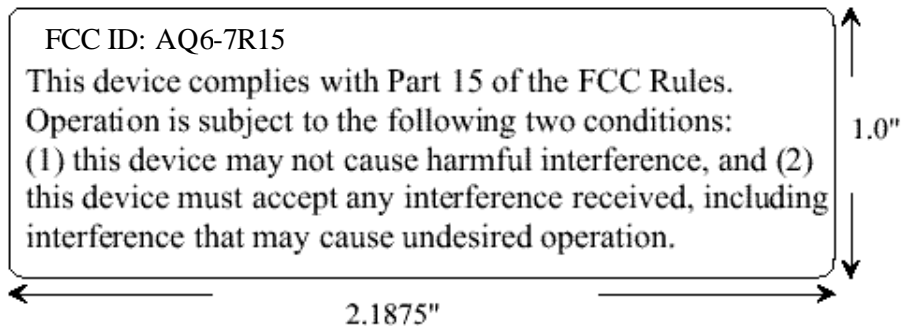 FCC ID: AQ6-7R15
This device complies with Part 15 of the FCC Rules.
Operation is subject to the following two conditions:
(1) this device may not cause harmful interference, and (2)
this device must accept any interference received, including
interference that may cause undesired operation.
1.0"
2.1875"